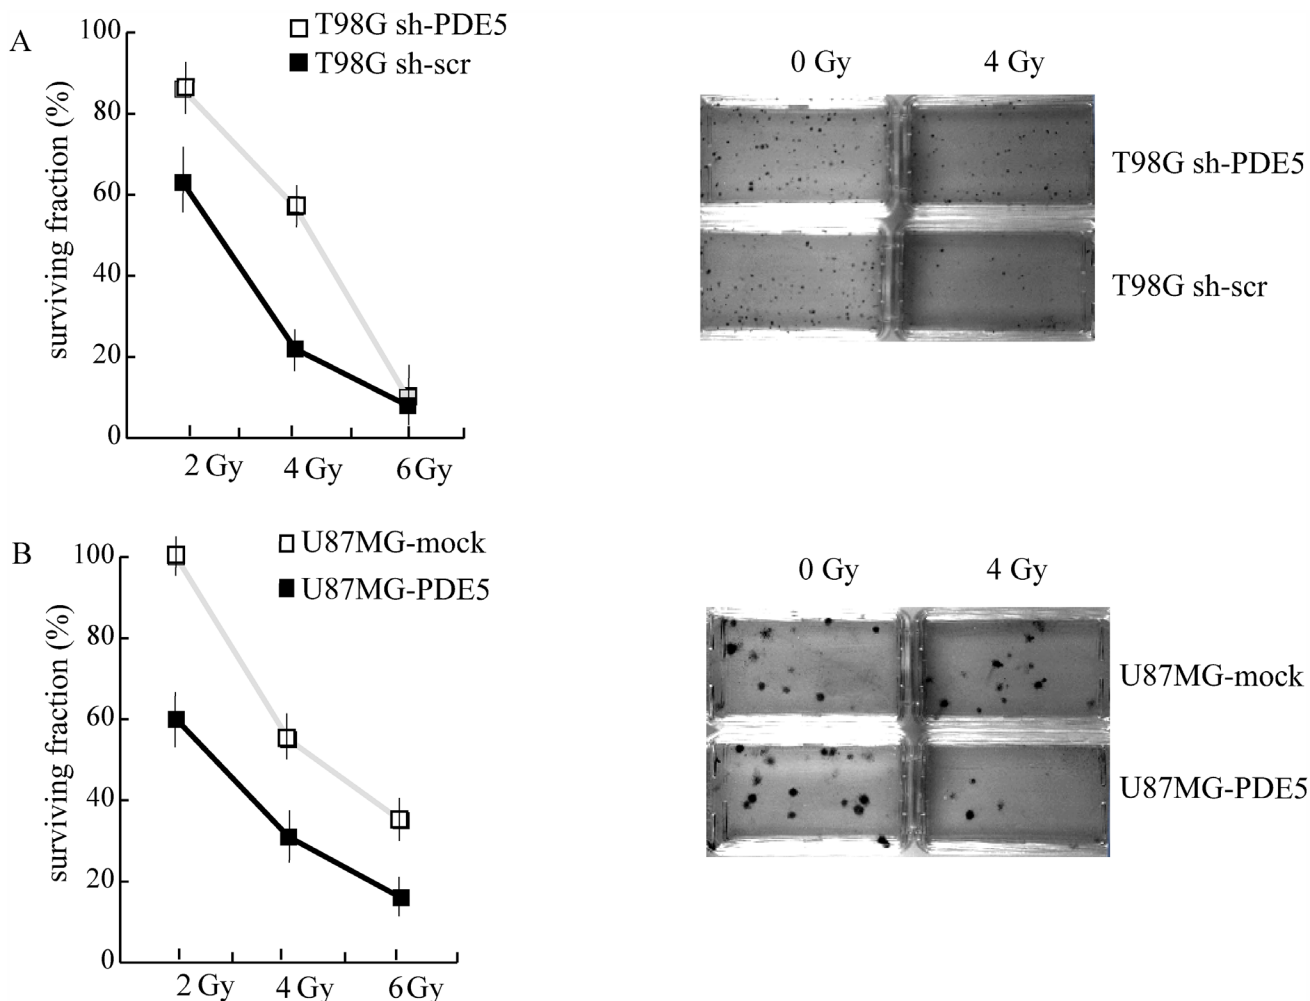 A
100
80
60
40
20
0
surviving fraction (%)
T98G sh-PDE5
T98G sh-scr
2 Gy
4 Gy
6 Gy
0 Gy
4 Gy
T98G sh-PDE5
T98G sh-scr
B
100
80
60
40
20
0
surviving fraction (%)
U87MG-mock
U87MG-PDE5
2 Gy
4 Gy
6 Gy
0 Gy
4 Gy
U87MG-mock
U87MG-PDE5